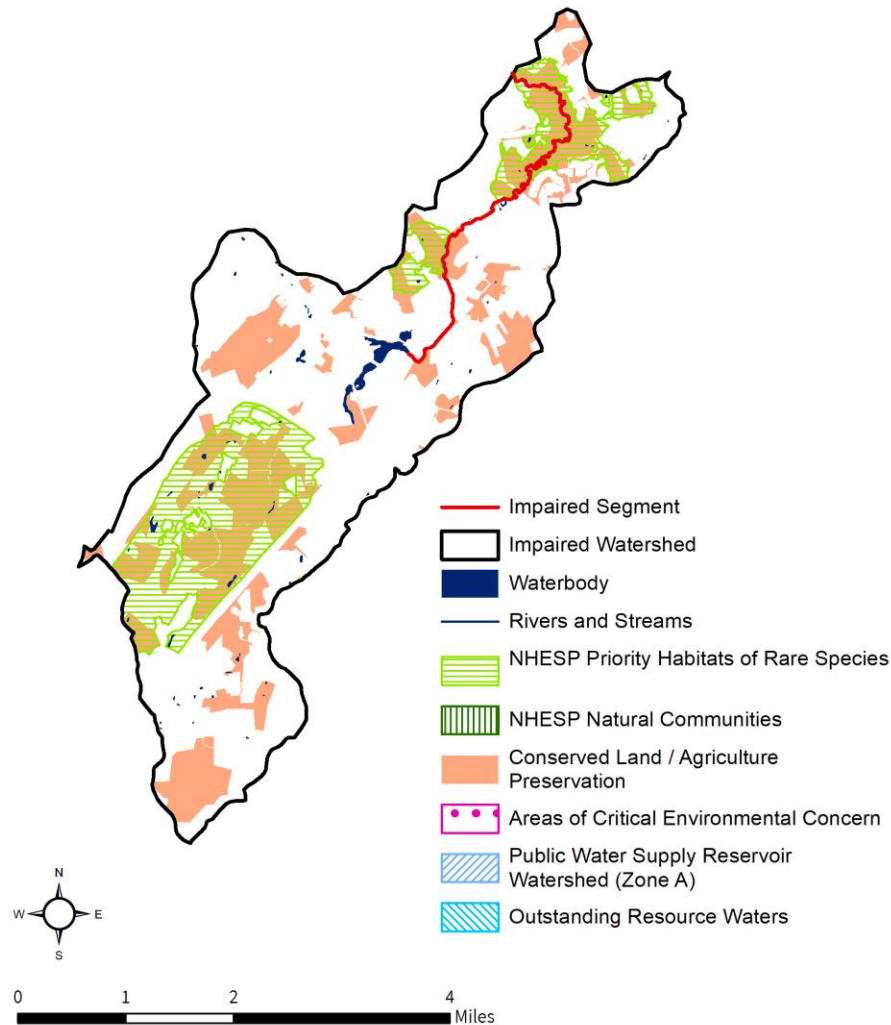 Impaired Segment
Impaired Watershed
Waterbody
Rivers and Streams
NHESP Priority Habitats of Rare Species
NHESP Natural Communities
Conserved Land / Agriculture
Preservation
Areas of Critical Environmental Concern
Public Water Supply Reservoir
Watershed (Zone A)
Outstanding Resource Waters
N
W E
S
0 1 2 4
Miles